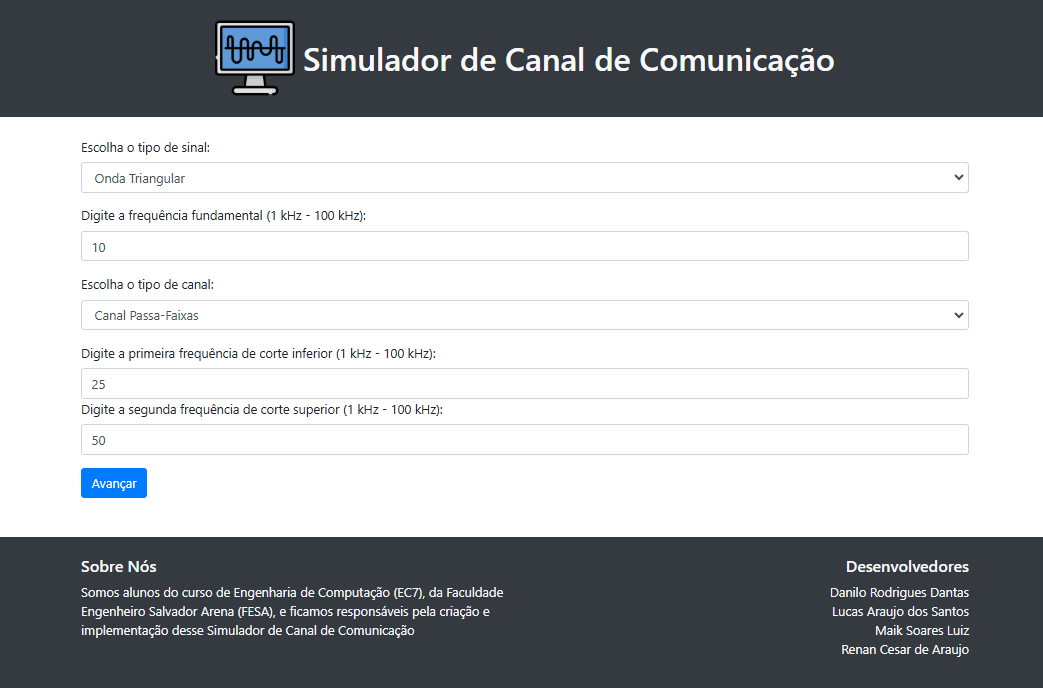 Simulador de Canal de Comunicação
Escolha o tipo de sinal:
Onda Triangular
Digite a frequência fundamental (1 kHz - 100 kHz):
10
Escolha o tipo de canal:
Canal Passa-Faixas
Digite a primeira frequência de corte inferior (1 kHz - 100 kHz):
25
Digite a segunda frequência de corte superior (1 kHz - 100 kHz):
50
Avançar
Sobre Nós
Somos alunos do curso de Engenharia de Computação (EC7), da Faculdade
Engenheiro Salvador Arena (FESA), e ficamos responsáveis pela criação e
implementação desse Simulador de Canal de Comunicação
Desenvolvedores
Danilo Rodrigues Dantas
Lucas Araujo dos Santos
Maik Soares Luiz
Renan Cesar de Araujo